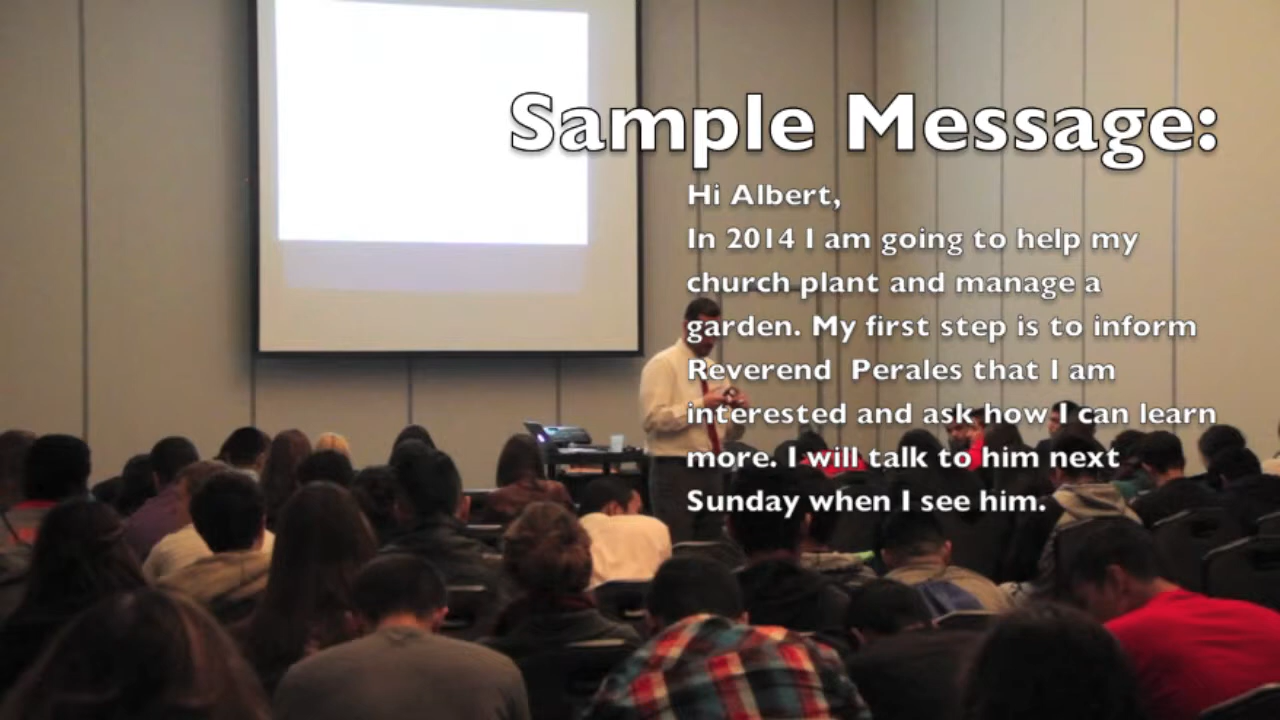 Sample Message:
Hi Albert,
In 2014 I am going to help my
church plant and manage a
garden. My first step is to inform
Reverend  Perales that I am
interested and ask how I can learn
more. I will talk to him next
Sunday when I see him.